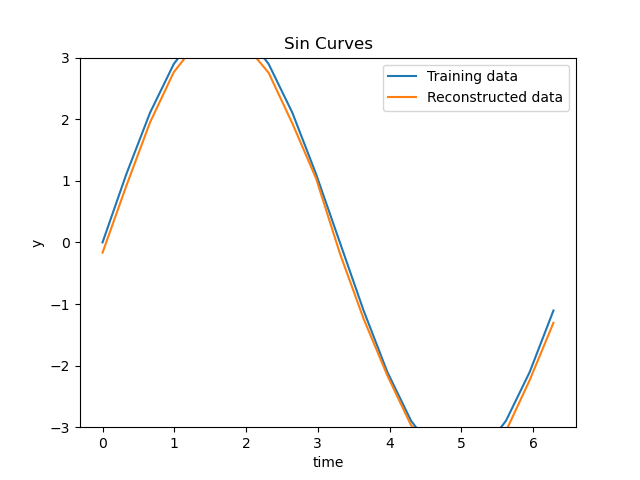 Sin Curves
Training data
Reconstructed data
y
3
2
1
0
−1
−2
−3
0 1 2 3 4 5 6
time